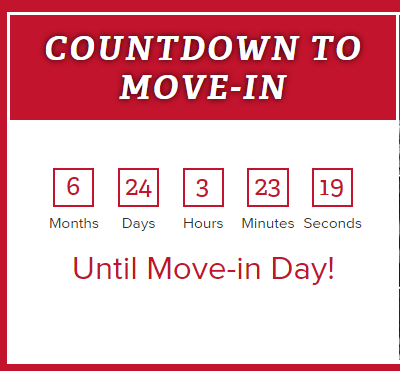 COUNTDOWN TO
MOVE-IN
6 24 3 23 19
Months Days Hours Minutes Seconds
Until Move-in Day!